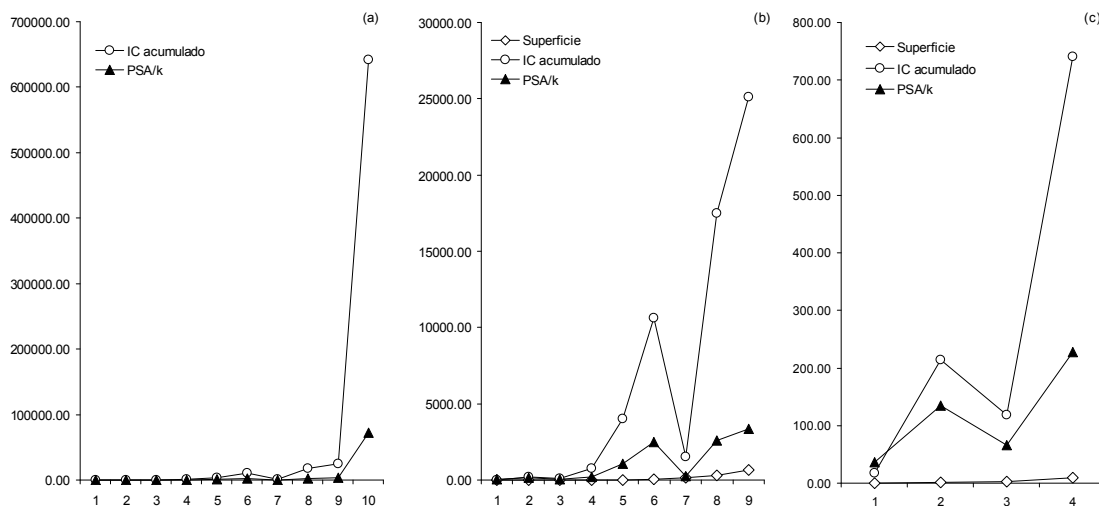 (a)
IC acumulado
PSA/k
700000.00
600000.00
500000.00
400000.00
300000.00
200000.00
100000.00
0.00
1 2 3 4 5 6 7 8 9 10
(b)
Superficie
IC acumulado
PSA/k
30000.00
25000.00
20000.00
15000.00
10000.00
5000.00
0.00
1 2 3 4 5 6 7 8 9
(c)
Superficie
IC acumulado
PSA/k
800.00
700.00
600.00
500.00
400.00
300.00
200.00
100.00
0.00
1 2 3 4